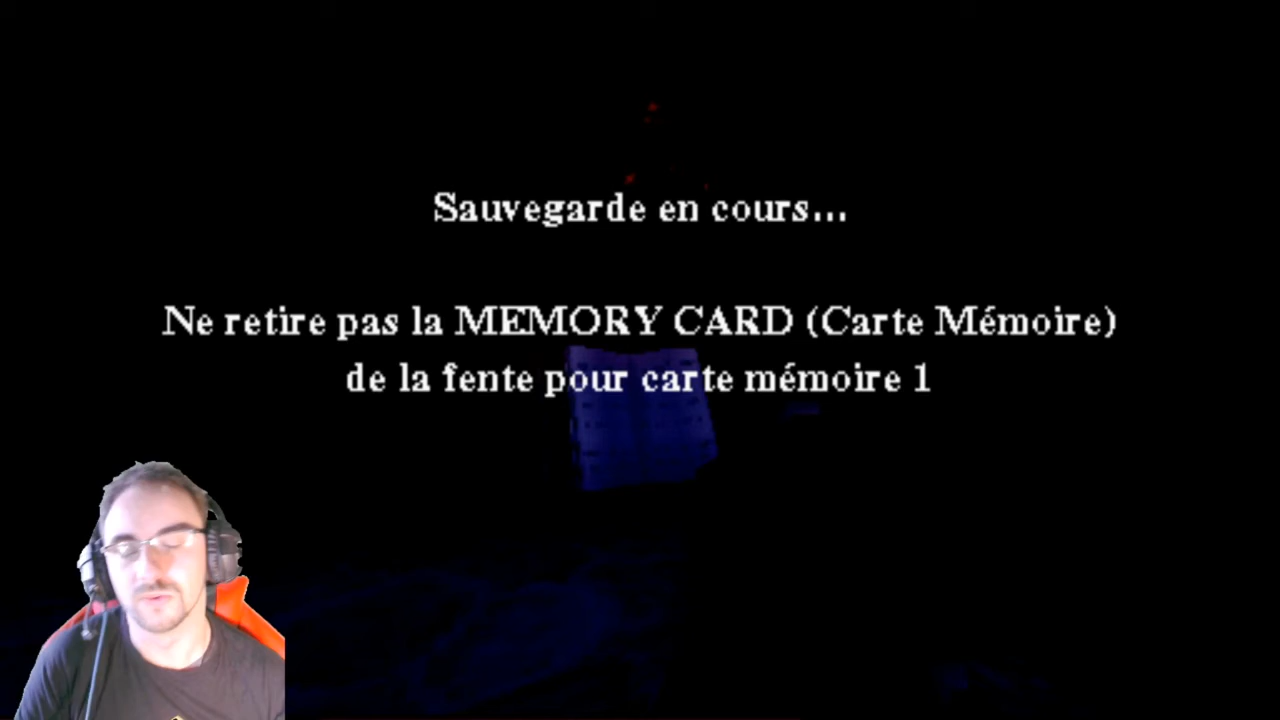 Sauvegarde en cours...
Ne retire pas la MEMORY CARD (Carte Mémoire)
de la fente pour carte mémoire 1